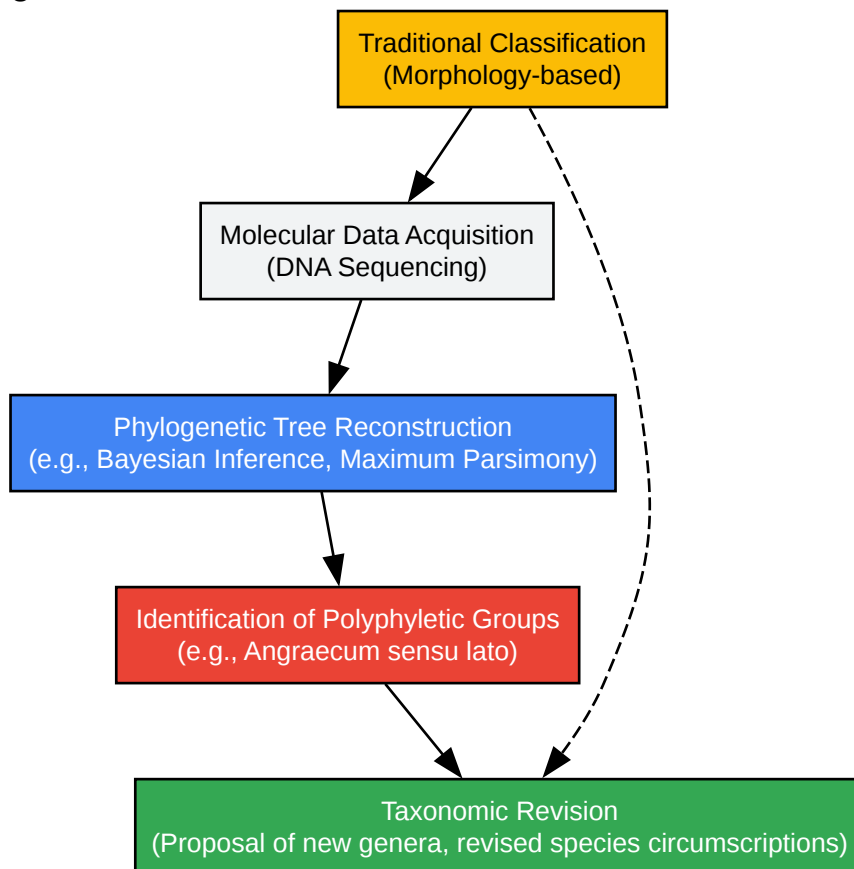 Traditional Classification
(Morphology-based)
Molecular Data Acquisition
(DNA Sequencing)
Phylogenetic Tree Reconstruction
(e.g., Bayesian Inference, Maximum Parsimony)
Identification of Polyphyletic Groups
(e.g., Angraecum sensu lato)
Taxonomic Revision
(Proposal of new genera, revised species circumscriptions)